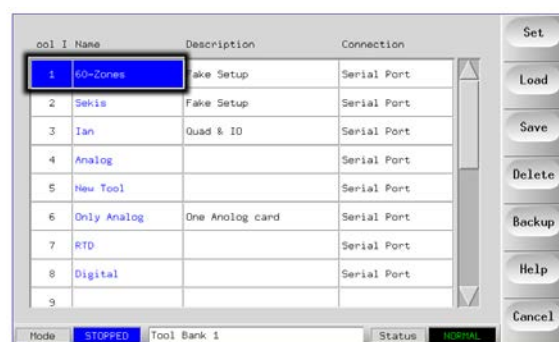 ool I Name Description Connection
1 60-Zones Fake Setup Serial Port
2 Sekis Fake Setup Serial Port
3 Ian Quad & IO Serial Port
4 Analog Serial Port
5 New Tool Serial Port
6 Only Analog One Anolog card Serial Port
7 RTD Serial Port
8 Digital Serial Port
9
Mode STOPPED Tool Bank 1 Status NORMAL
Set
Load
Save
Delete
Backup
Help
Cancel